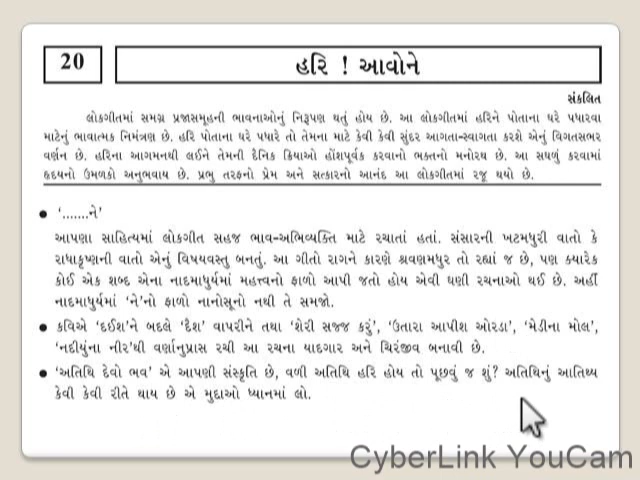 20
હરિ ! આવોને
સંકલિત
લોકગીતમાં સમગ્ર પ્રજાસમૂહની ભાવનાઓનું નિરૂપણ થતું હોય છે. આ લોકગીતમાં હરિને પોતાના ઘરે પધારવા
માટેનું ભાવાત્મક નિમંત્રણ છે. હરિ પોતાના ઘરે પધારે તો તેમના માટે કેવી કેવી સુંદર આગતા-સ્વાગતા કરશે એનું વિગતસભર
વર્ણન છે. હરિના આગમનથી લઈને તેમની દૈનિક ક્રિયાઓ હોંશપૂર્વક કરવાનો ભક્તનો મનોરથ છે. આ સઘળું કરવામાં
હૃદયનો ઉમળકો અનુભવાય છે. પ્રભુ તરફનો પ્રેમ અને સત્કારનો આનંદ આ લોકગીતમાં રજૂ થયો છે.
● ‘.......ને’
આપણા સાહિત્યમાં લોકગીત સહજ ભાવ-અભિવ્યક્તિ માટે રચાતાં હતાં. સંસારની ખટમધુરી વાતો કે
રાધાકૃષ્ણની વાતો એનું વિષયવસ્તુ બનતું. આ ગીતો રાગને કારણે શ્રવણમધુર તો રહ્યાં જ છે, પણ ક્યારેક
કોઈ એક શબ્દ એના નાદમાધુર્યમાં મહત્ત્વનો ફાળો આપી જતો હોય એવી ઘણી રચનાઓ થઈ છે. અહીં
નાદમાધુર્યમાં ‘ને’નો ફાળો નાનોસૂનો નથી તે સમજો.
● કવિએ ‘દઈશ’ને બદલે ‘દૈશ’ વાપરીને તથા ‘શેરી સજ્જ કરું’, ‘ઉતારા આપીશ ઓરડા’, ‘મેડીના મોલ’,
‘નદીયુંના નીર’થી વર્ણાનુપ્રાસ રચી આ રચના યાદગાર અને ચિરંજીવ બનાવી છે.
● ‘અતિથિ દેવો ભવ’ એ આપણી સંસ્કૃતિ છે, વળી અતિથિ હરિ હોય તો પૂછવું જ શું? અતિથિનું આતિથ્ય
કેવી કેવી રીતે થાય છે એ મુદ્દાઓ ધ્યાનમાં લો.
CyberLink YouCam